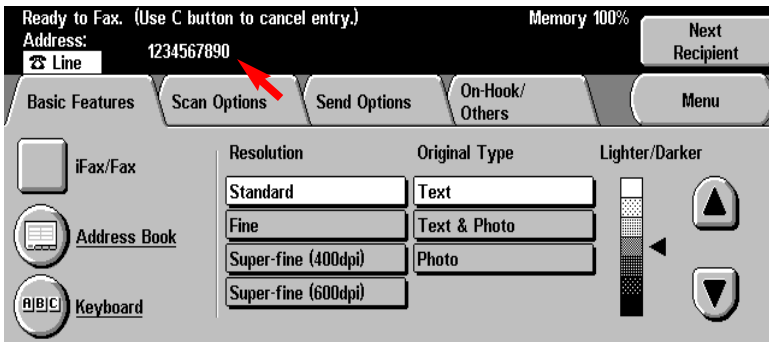 Ready to Fax. (Use C button to cancel entry.)
Memory 100%
Next
Recipient
Address:
☎ Line
1234567890
Basic Features
Scan Options
Send Options
On-Hook/
Others
Menu
iFax/Fax
Address Book
A|B|C Keyboard
Resolution
Standard
Fine
Super-fine (400dpi)
Super-fine (600dpi)
Original Type
Text
Text & Photo
Photo
Lighter/Darker